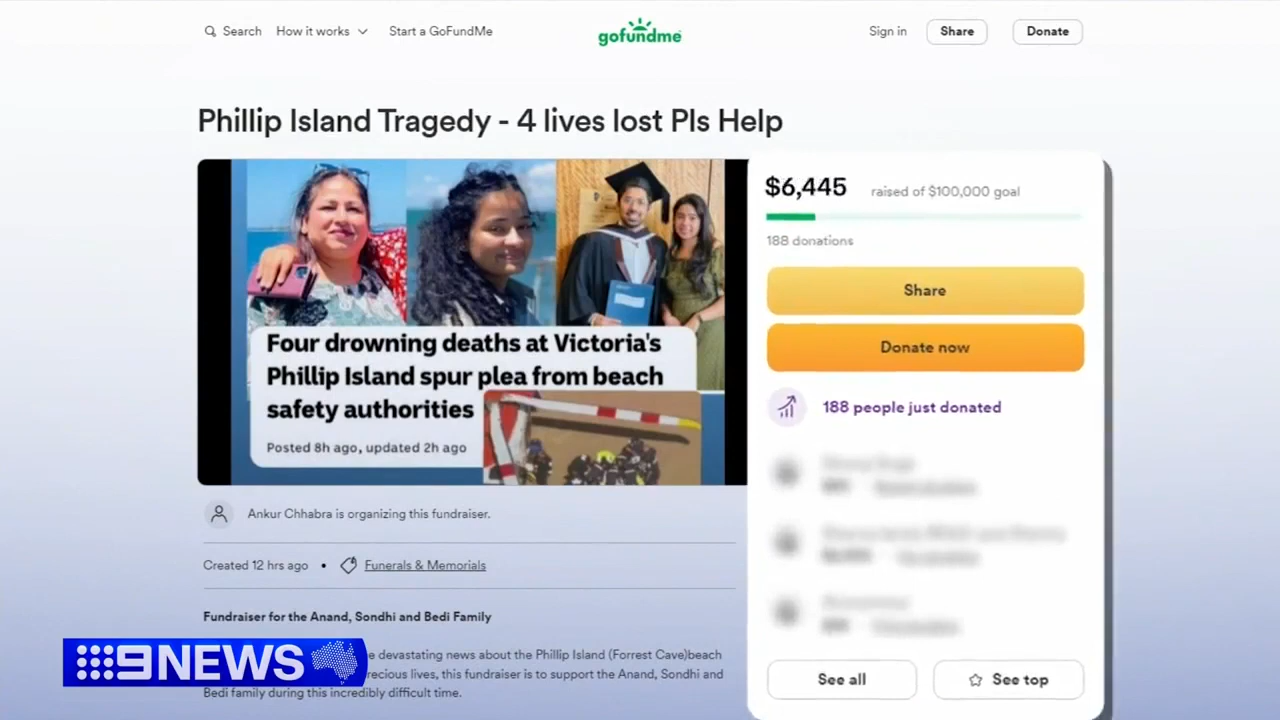 Search How it works Start a GoFundMe gofundme Sign in Share Donate
Phillip Island Tragedy - 4 lives lost Pls Help
Four drowning deaths at Victoria's
Phillip Island spur plea from beach
safety authorities
Posted 8h ago, updated 2h ago
$6,445 raised of $100,000 goal
188 donations
Share
Donate now
188 people just donated
See all
See top
Ankur Chhabra is organizing this fundraiser.
Created 12 hrs ago • Funerals & Memorials
Fundraiser for the Anand, Sondhi and Bedi Family
devastating news about the Phillip Island (Forrest Cave)beach
lives, this fundraiser is to support the Anand, Sondhi and
Bedi family during this incredibly difficult time.
9NEWS